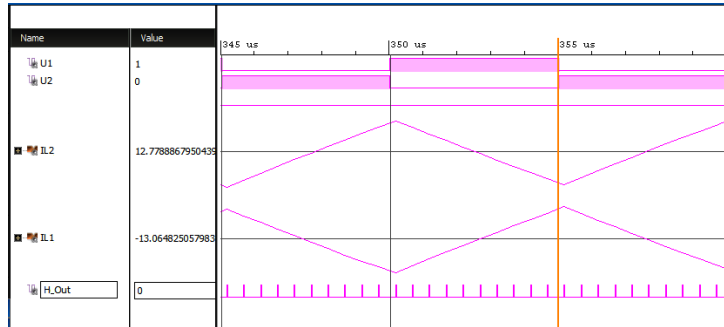 Name Value
345 us 350 us 355 us
U1 1
U2 0
IL2 12.7788867950439
IL1 -13.064825057983
H_Out 0